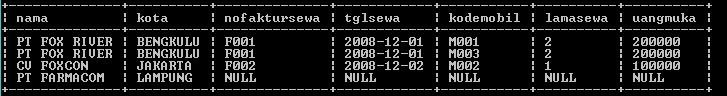 | nama | kota | nofaktursewa | tglsewa | kodemobil | lamasewa | uangmuka |
| PT FOX RIVER | BENGKULU | F001 | 2008-12-01 | M001 | 2 | 200000 |
| PT FOX RIVER | BENGKULU | F001 | 2008-12-01 | M003 | 2 | 200000 |
| CV FOXCON | JAKARTA | F002 | 2008-12-02 | M002 | 1 | 100000 |
| PT FARMACOM | LAMPUNG | NULL | NULL | NULL | NULL | NULL |